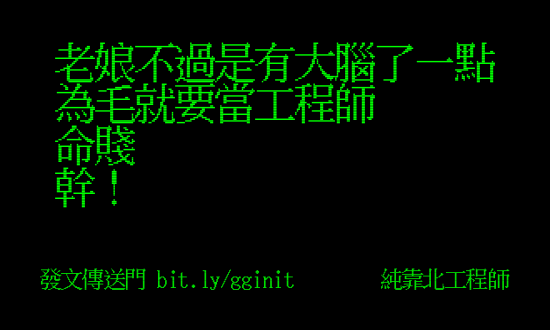 老娘不過是有大腦了一點
為毛就要當工程師
命賤
幹！
發文傳送門 bit.ly/gginit 純靠北工程師